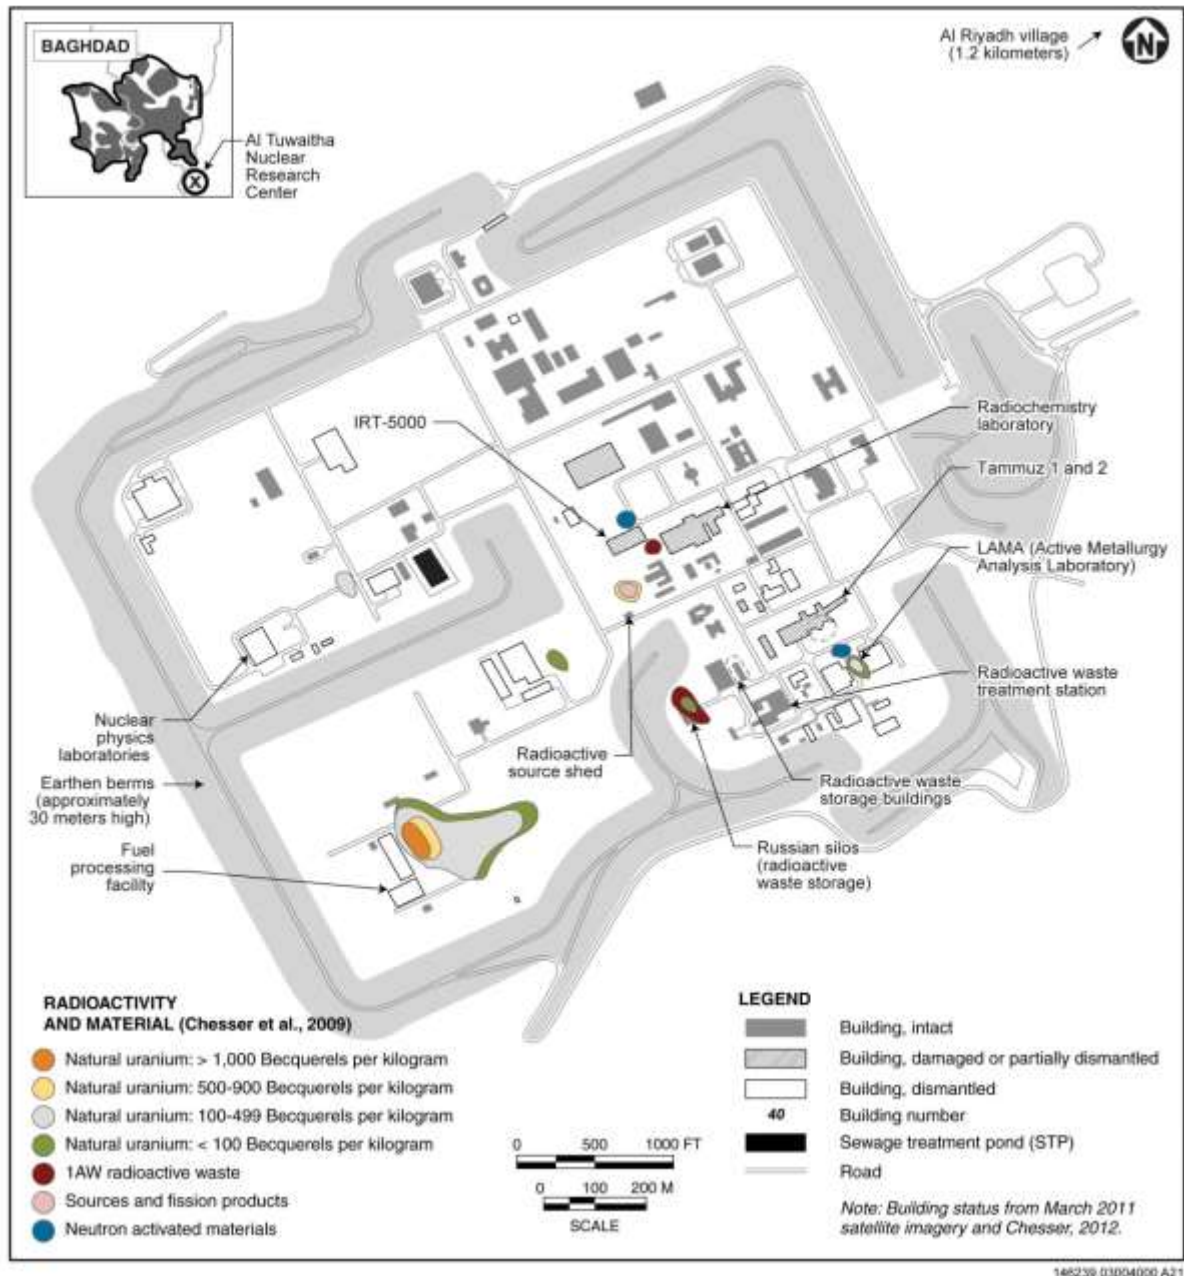 BAGHDAD
Al Tuwaitha
Nuclear
Research
Center
X
Al Riyadh village
(1.2 kilometers)
N
IRT-5000
Radiochemistry
laboratory
Tammuz 1 and 2
LAMA (Active Metallurgy
Analysis Laboratory)
Radioactive waste
treatment station
Nuclear
physics
laboratories
Radioactive
source shed
Earthen berms
(approximately
30 meters high)
Radioactive waste
storage buildings
Fuel
processing
facility
Russian silos
(radioactive
waste storage)
RADIOACTIVITY
AND MATERIAL (Chesser et al., 2009)
Natural uranium: > 1,000 Becquerels per kilogram
Natural uranium: 500-900 Becquerels per kilogram
Natural uranium: 100-499 Becquerels per kilogram
Natural uranium: < 100 Becquerels per kilogram
1AW radioactive waste
Sources and fission products
Neutron activated materials
0 500 1000 FT
0 100 200 M
SCALE
LEGEND
Building, intact
Building, damaged or partially dismantled
Building, dismantled
40 Building number
Sewage treatment pond (STP)
Road
Note: Building status from March 2011
satellite imagery and Chesser, 2012.
146239.03004000 A21